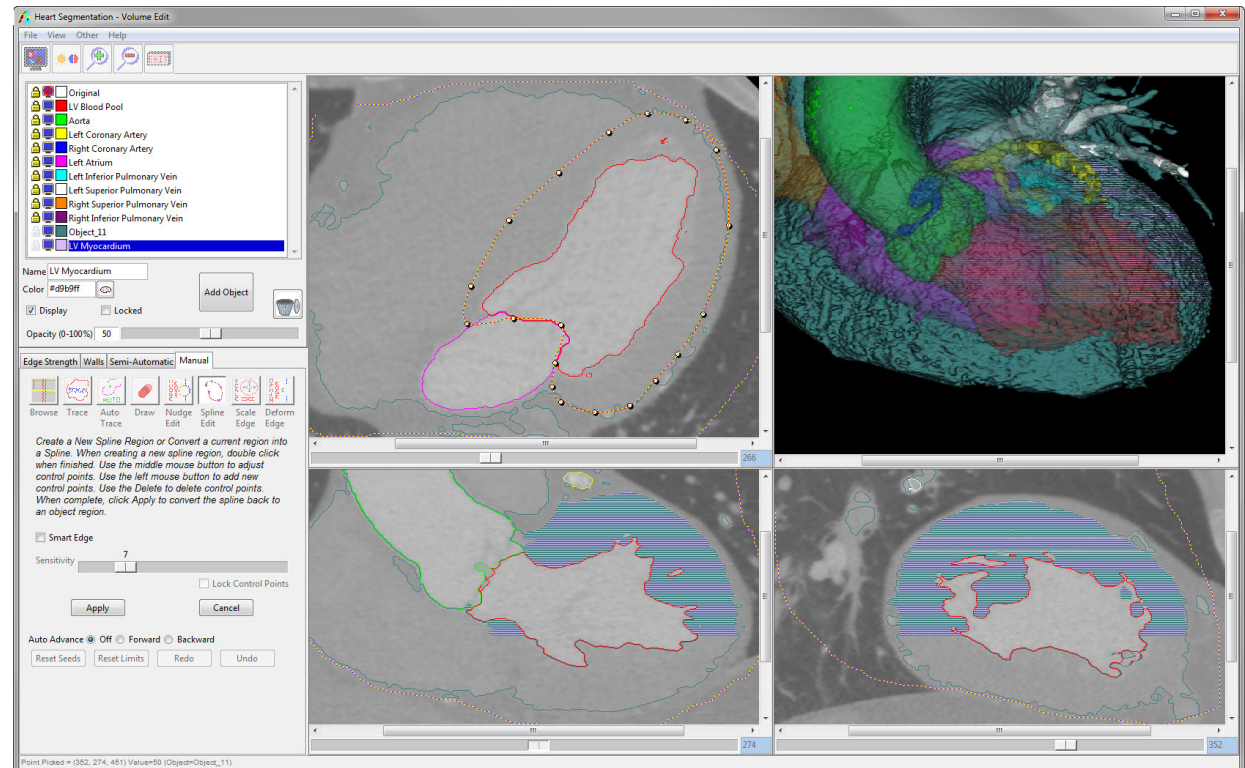 Heart Segmentation - Volume Edit
File View Other Help
EXIT
Original
LV Blood Pool
Aorta
Left Coronary Artery
Right Coronary Artery
Left Atrium
Left Inferior Pulmonary Vein
Left Superior Pulmonary Vein
Right Superior Pulmonary Vein
Right Inferior Pulmonary Vein
Object_11
LV Myocardium
Name LV Myocardium
Color #d9b9ff
Add Object
Display Locked
Opacity (0-100%) 50
Edge Strength Walls Semi-Automatic Manual
Browse Trace Auto Trace Draw Nudge Edit Spline Edit Scale Edge Deform Edge
Create a New Spline Region or Convert a current region into
a Spline. When creating a new spline region, double click
when finished. Use the middle mouse button to adjust
control points. Use the left mouse button to add new
control points. Use the Delete to delete control points.
When complete, click Apply to convert the spline back to
an object region.
Smart Edge
7
Sensitivity
Lock Control Points
Apply Cancel
Auto Advance Off Forward Backward
Reset Seeds Reset Limits Redo Undo
266
274
352
Point Picked = (352, 274, 451) Value=50 (Object=Object_11)